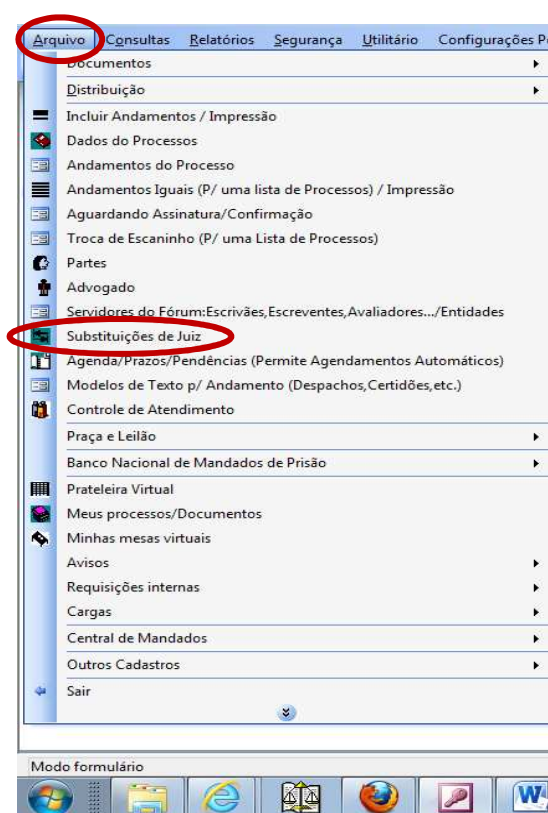 Arquivo Consultas Relatórios Segurança Utilitário Configurações P
Documentos
Distribuição
Incluir Andamentos / Impressão
Dados do Processos
Andamentos do Processo
Andamentos Iguais (P/ uma lista de Processos) / Impressão
Aguardando Assinatura/Confirmação
Troca de Escaninho (P/ uma Lista de Processos)
Partes
Advogado
Servidores do Fórum:Escrivães,Escreventes,Avaliadores.../Entidades
Substituições de Juiz
Agenda/Prazos/Pendências (Permite Agendamentos Automáticos)
Modelos de Texto p/ Andamento (Despachos,Certidões,etc.)
Controle de Atendimento
Praça e Leilão
Banco Nacional de Mandados de Prisão
Prateleira Virtual
Meus processos/Documentos
Minhas mesas virtuais
Avisos
Requisições internas
Cargas
Central de Mandados
Outros Cadastros
Sair
Modo formulário
W